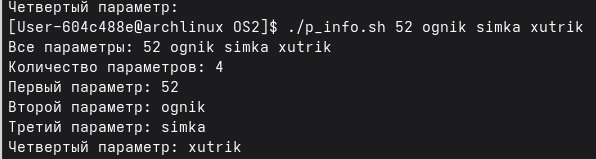 Четвертый параметр:
[User-604c488e@archlinux OS2]$ ./p_info.sh 52 ognik simka xutrik
Все параметры: 52 ognik simka xutrik
Количество параметров: 4
Первый параметр: 52
Второй параметр: ognik
Третий параметр: simka
Четвертый параметр: xutrik